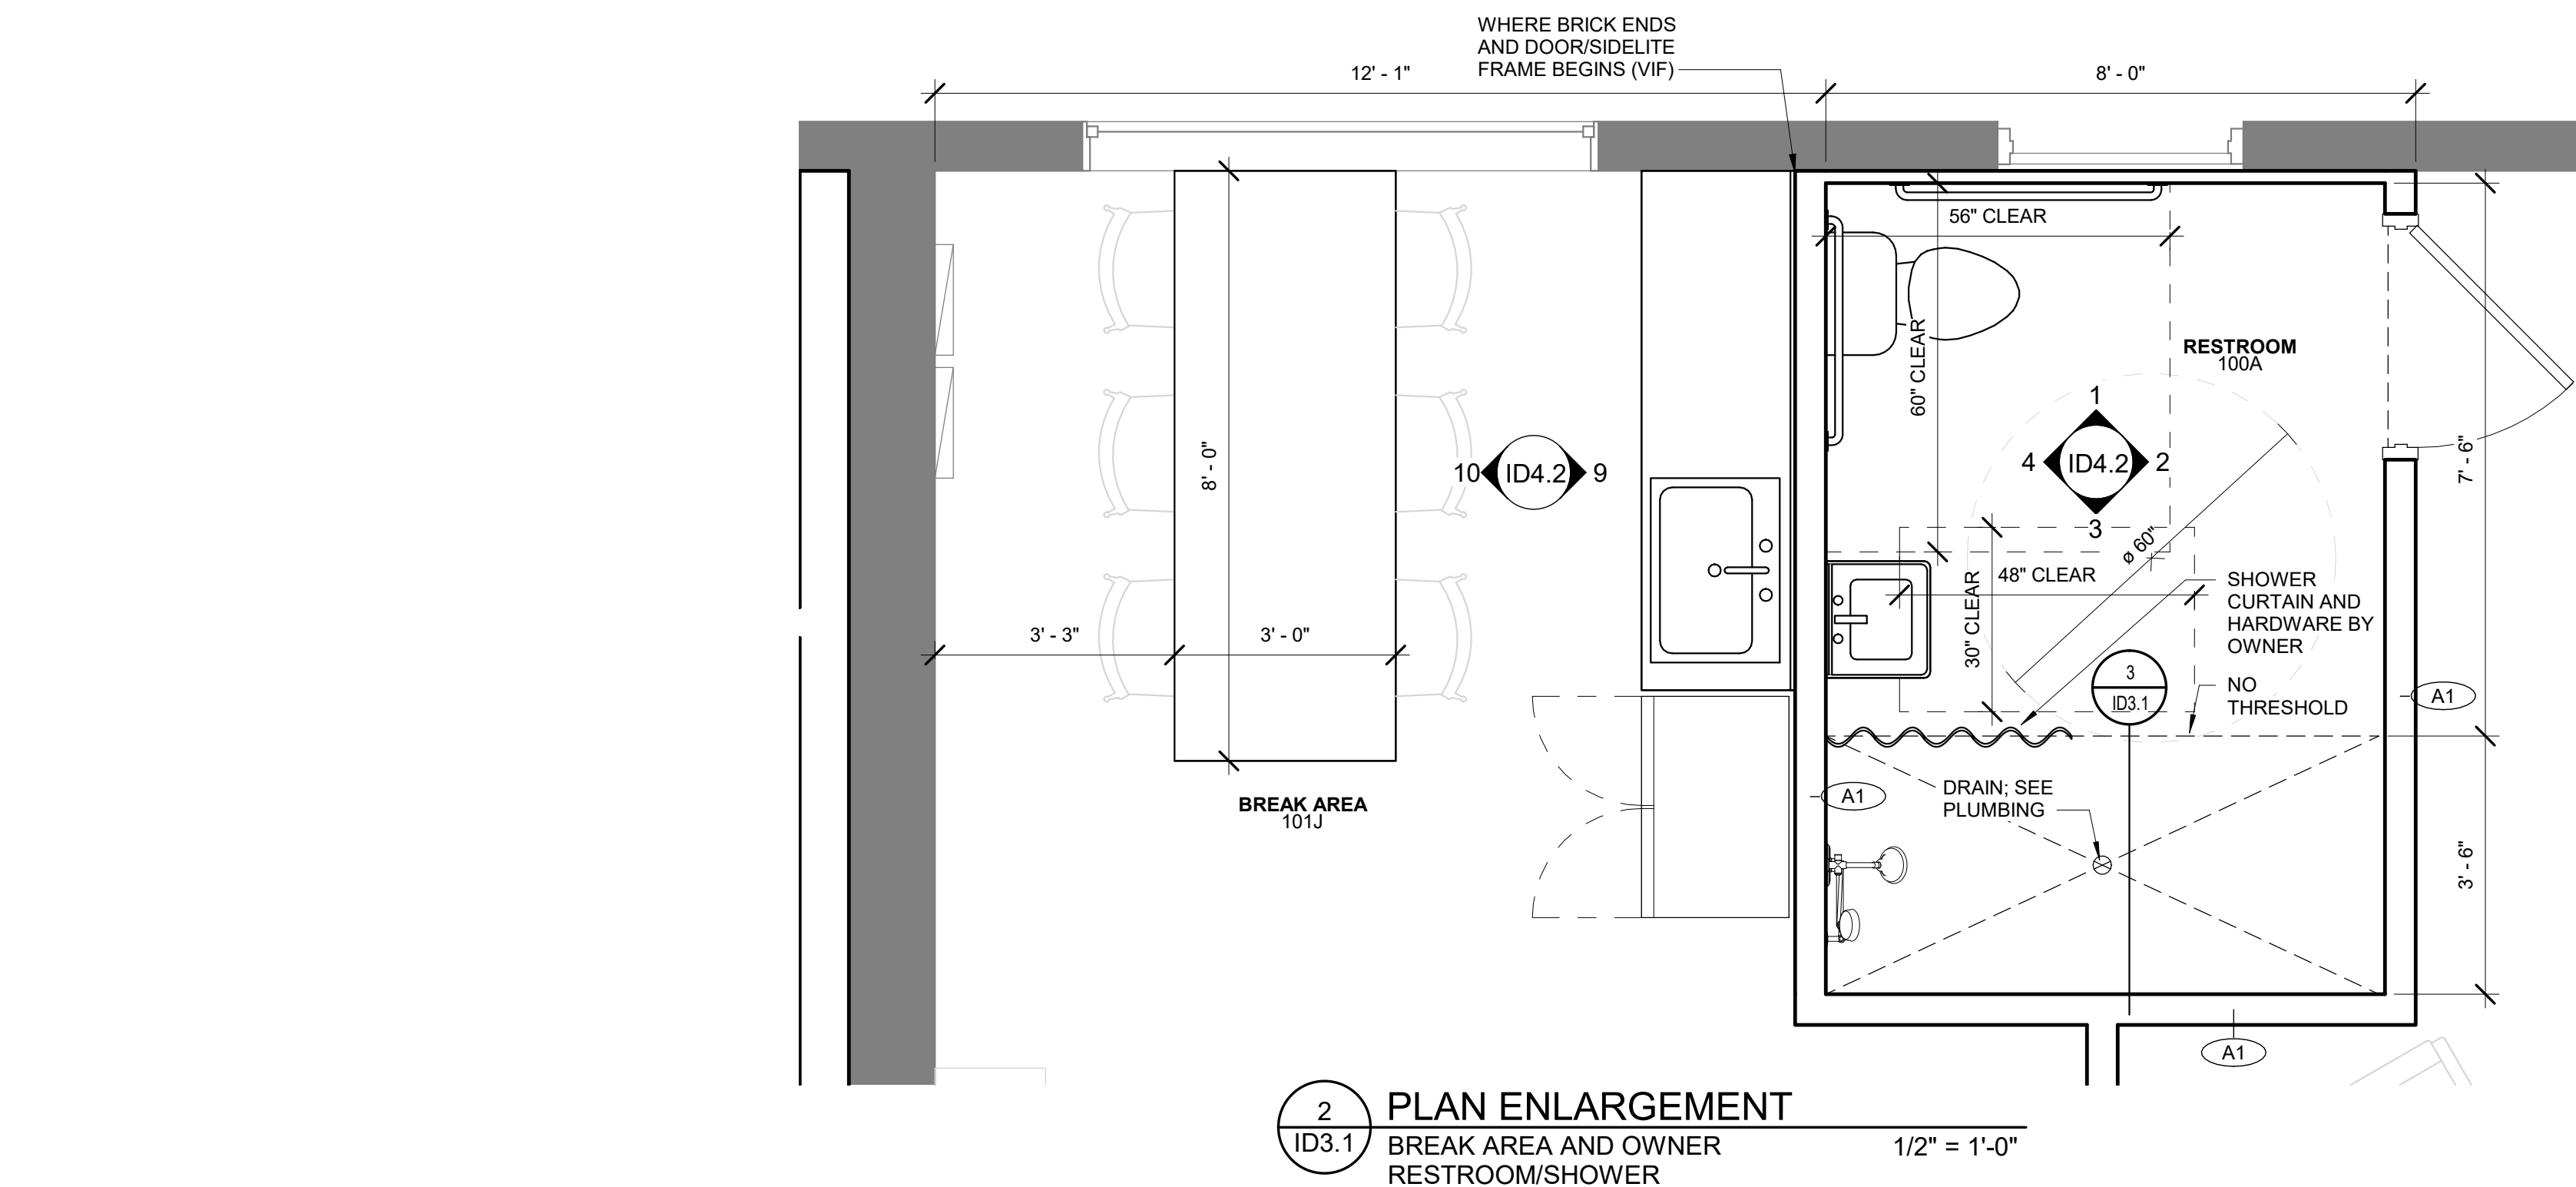 WHERE BRICK ENDS
AND DOOR/SIDELITE
FRAME BEGINS (VIF)
12' - 1"
8' - 0"
56" CLEAR
60" CLEAR
RESTROOM
100A
1
4
ID4.2
2
3
10
ID4.2
9
8' - 0"
7' - 6"
ø 60"
48" CLEAR
30" CLEAR
SHOWER
CURTAIN AND
HARDWARE BY
OWNER
3' - 3"
3' - 0"
3
ID3.1
NO
THRESHOLD
A1
DRAIN; SEE
PLUMBING
A1
BREAK AREA
101J
3' - 6"
A1
2
ID3.1
PLAN ENLARGEMENT
BREAK AREA AND OWNER
RESTROOM/SHOWER
1/2" = 1'-0"